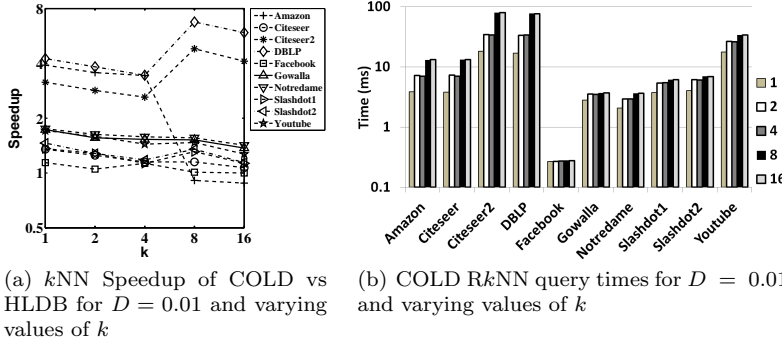 8
4
2
1
0.5
Speedup
1 2 4 8 16
k
Amazon
Citeseer
Citeseer2
DBLP
Facebook
Gowalla
Notredame
Slashdot1
Slashdot2
Youtube
100
10
1
0.1
Time (ms)
Amazon
Citeseer
Citeseer2
DBLP
Facebook
Gowalla
Notredame
Slashdot1
Slashdot2
Youtube
1
2
4
8
16
(a) kNN Speedup of COLD vs
HLDB for D = 0.01 and varying
values of k
(b) COLD RkNN query times for D = 0.01
and varying values of k